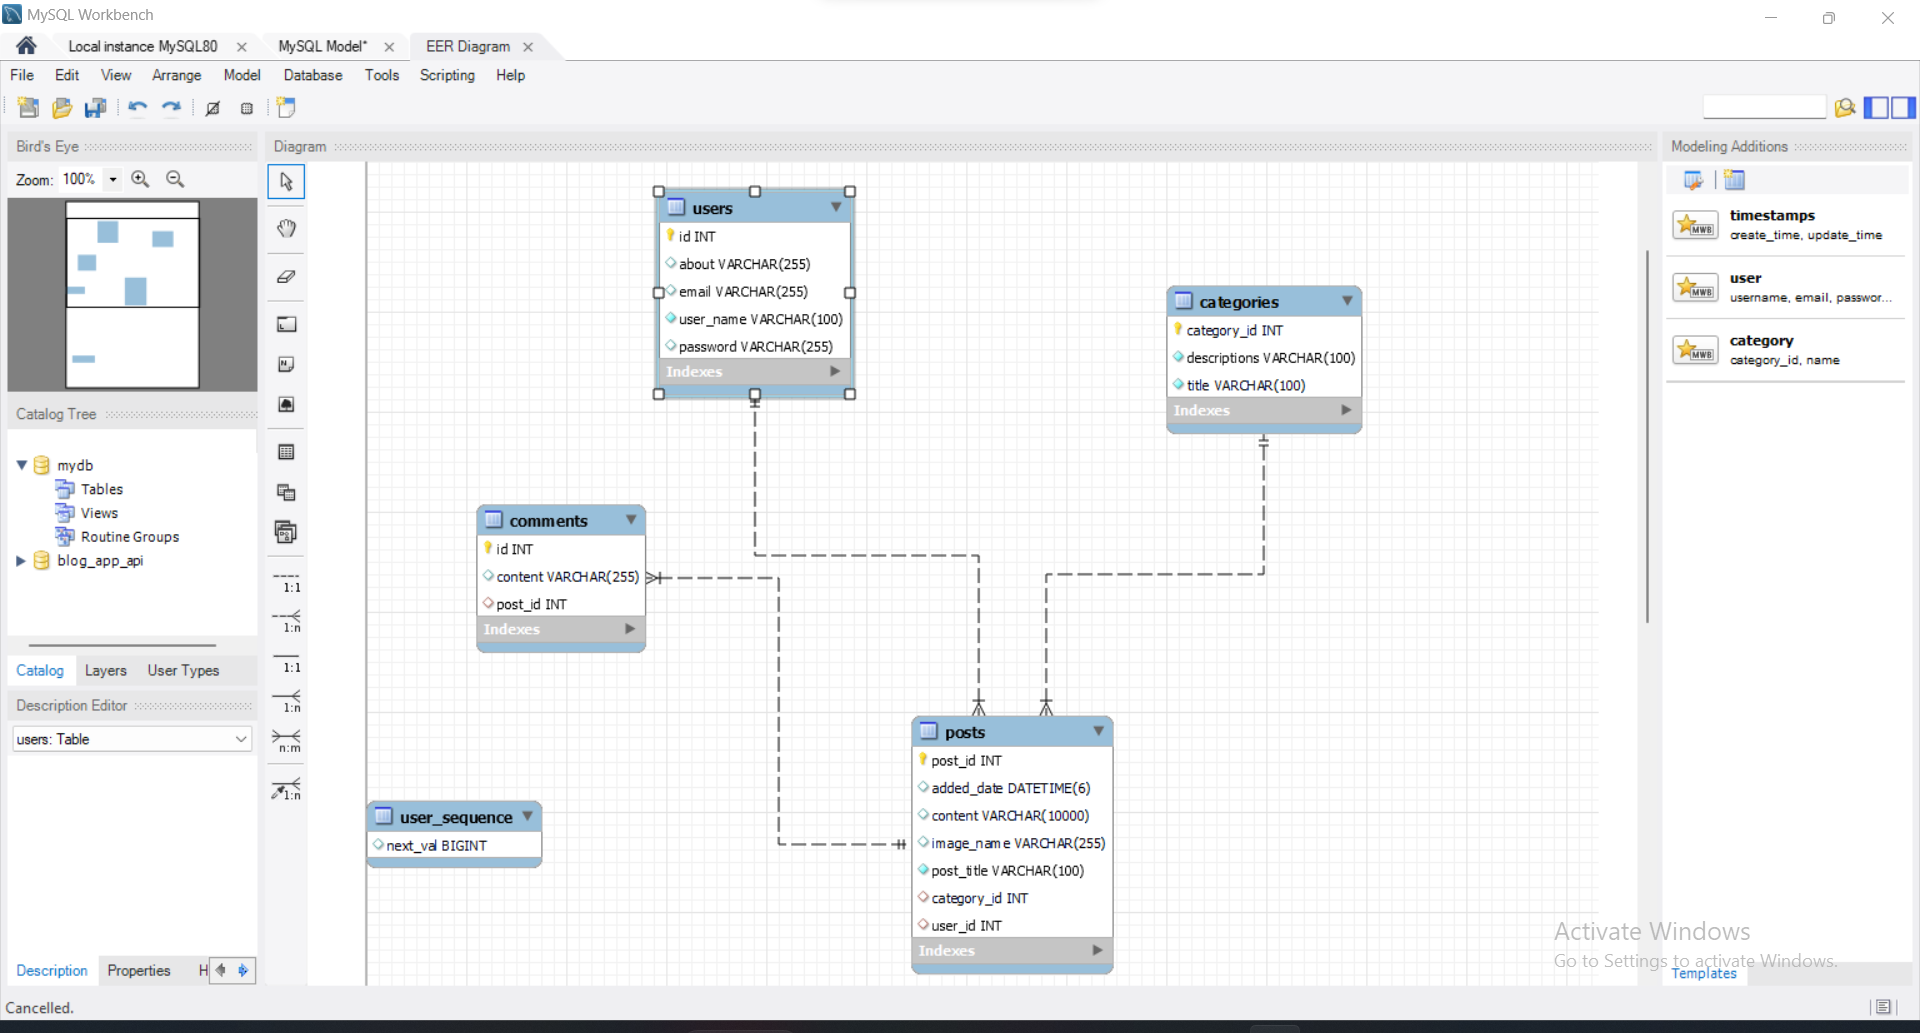 MySQL Workbench
Local instance MySQL80
MySQL Model*
EER Diagram
File Edit View Arrange Model Database Tools Scripting Help
Bird's Eye
Zoom: 100%
Catalog Tree
mydb
Tables
Views
Routine Groups
blog_app_api
Catalog Layers User Types
Description Editor
users: Table
Description Properties H
Cancelled.
Diagram
1:1
1:n
1:1
1:n
n:m
1:n
users
id INT
about VARCHAR(255)
email VARCHAR(255)
user_name VARCHAR(100)
password VARCHAR(255)
Indexes
categories
category_id INT
descriptions VARCHAR(100)
title VARCHAR(100)
Indexes
comments
id INT
content VARCHAR(255)
post_id INT
Indexes
posts
post_id INT
added_date DATETIME(6)
content VARCHAR(10000)
image_name VARCHAR(255)
post_title VARCHAR(100)
category_id INT
user_id INT
Indexes
user_sequence
next_val BIGINT
Modeling Additions
MWB
timestamps
create_time, update_time
MWB
user
username, email, passwor...
MWB
category
category_id, name
Activate Windows
Go to Settings to activate Windows.
Templates